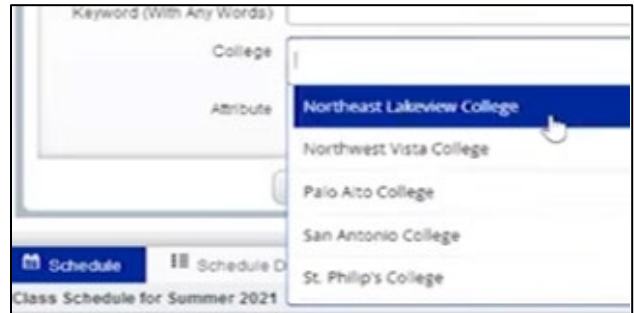 Keyword (With Any Words)
College
Attribute
Northeast Lakeview College
Northwest Vista College
Palo Alto College
San Antonio College
St. Philip's College
Schedule
Schedule D
Class Schedule for Summer 2021